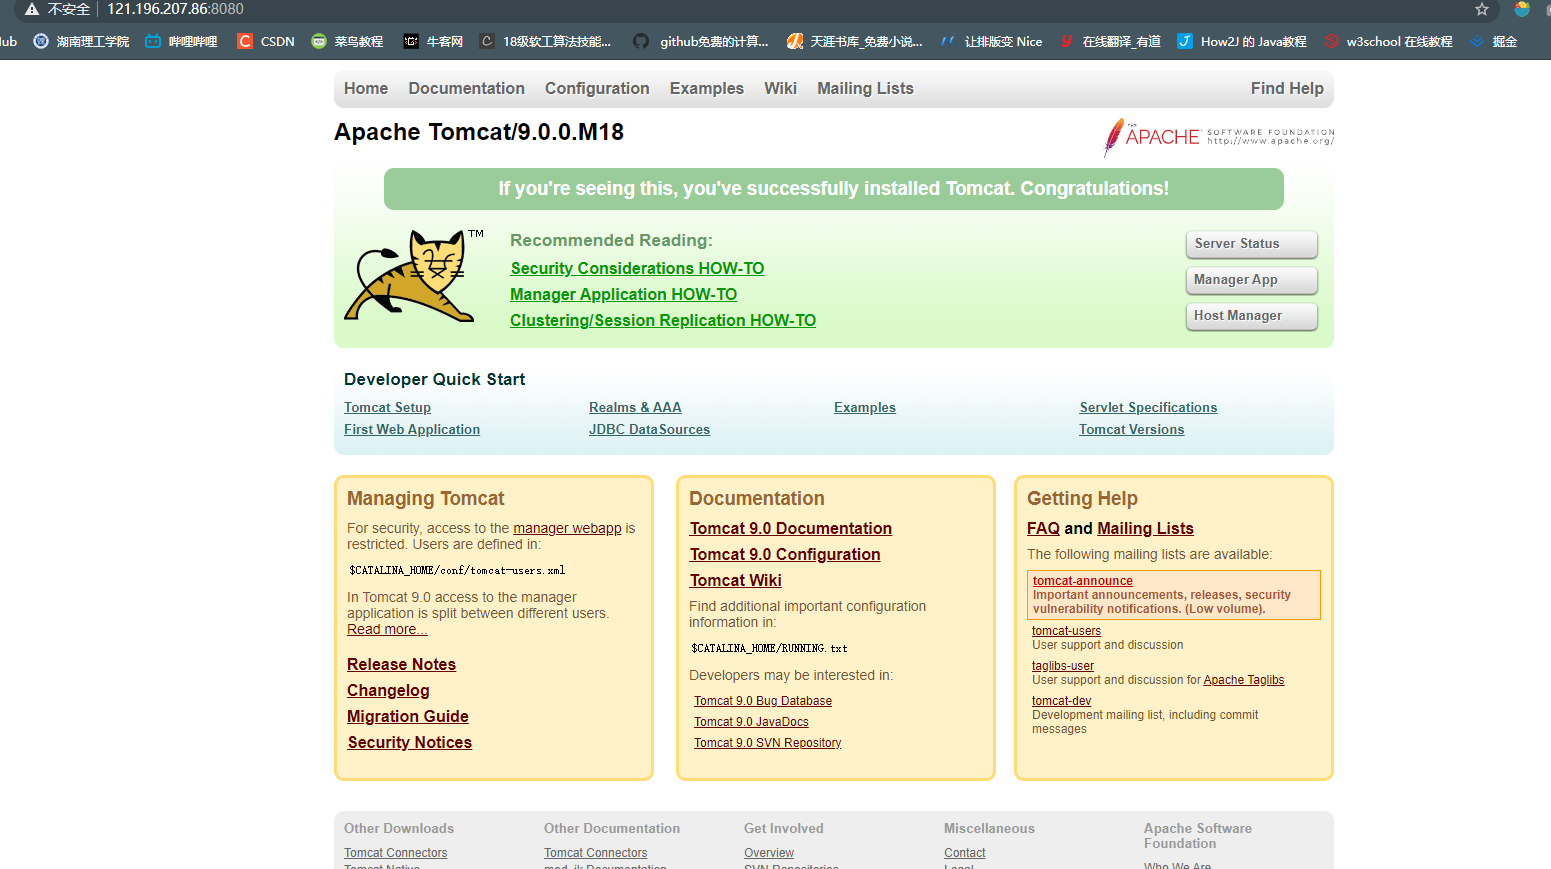 不安全 121.196.207.86:8080
lub 湖南理工学院 哔哩哔哩 CSDN 菜鸟教程 牛客网 18级软工算法技能... github免费的计算... 天涯书库_免费小说... 让排版变 Nice 在线翻译_有道 How2J 的 Java教程 w3school 在线教程 掘金
Home Documentation Configuration Examples Wiki Mailing Lists Find Help
Apache Tomcat/9.0.0.M18
THE APACHE SOFTWARE FOUNDATION
http://www.apache.org/
If you're seeing this, you've successfully installed Tomcat. Congratulations!
TM
Recommended Reading:
Security Considerations HOW-TO
Manager Application HOW-TO
Clustering/Session Replication HOW-TO
Server Status
Manager App
Host Manager
Developer Quick Start
Tomcat Setup
First Web Application
Realms & AAA
JDBC DataSources
Examples
Servlet Specifications
Tomcat Versions
Managing Tomcat
For security, access to the manager webapp is
restricted. Users are defined in:
$CATALINA_HOME/conf/tomcat-users.xml
In Tomcat 9.0 access to the manager
application is split between different users.
Read more...
Release Notes
Changelog
Migration Guide
Security Notices
Documentation
Tomcat 9.0 Documentation
Tomcat 9.0 Configuration
Tomcat Wiki
Find additional important configuration
information in:
$CATALINA_HOME/RUNNING.txt
Developers may be interested in:
Tomcat 9.0 Bug Database
Tomcat 9.0 JavaDocs
Tomcat 9.0 SVN Repository
Getting Help
FAQ and Mailing Lists
The following mailing lists are available:
tomcat-announce
Important announcements, releases, security
vulnerability notifications. (Low volume).
tomcat-users
User support and discussion
taglibs-user
User support and discussion for Apache Taglibs
tomcat-dev
Development mailing list, including commit
messages
Other Downloads
Tomcat Connectors
Tomcat Native
Other Documentation
Tomcat Connectors
mod_jk Documentation
Get Involved
Overview
SVN Repositories
Miscellaneous
Contact
Legal
Apache Software
Foundation
Who We Are